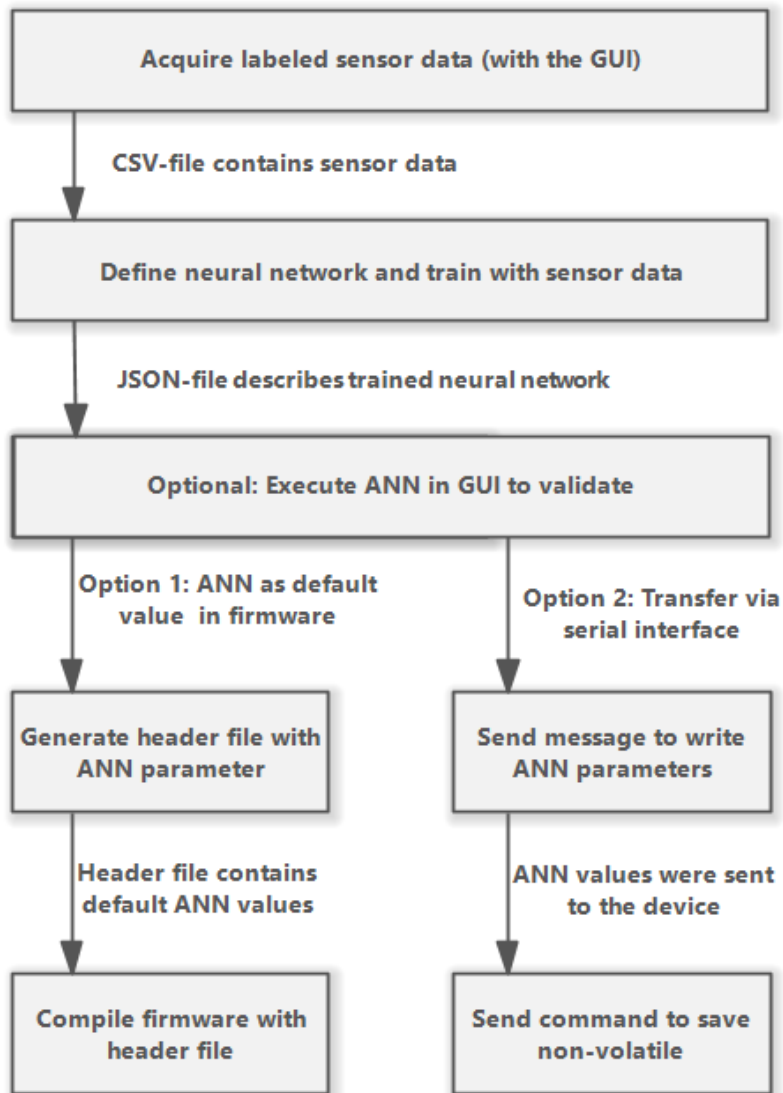 Acquire labeled sensor data (with the GUI)
CSV-file contains sensor data
Define neural network and train with sensor data
JSON-file describes trained neural network
Optional: Execute ANN in GUI to validate
Option 1: ANN as default
value in firmware
Option 2: Transfer via
serial interface
Generate header file with
ANN parameter
Send message to write
ANN parameters
Header file contains
default ANN values
ANN values were sent
to the device
Compile firmware with
header file
Send command to save
non-volatile